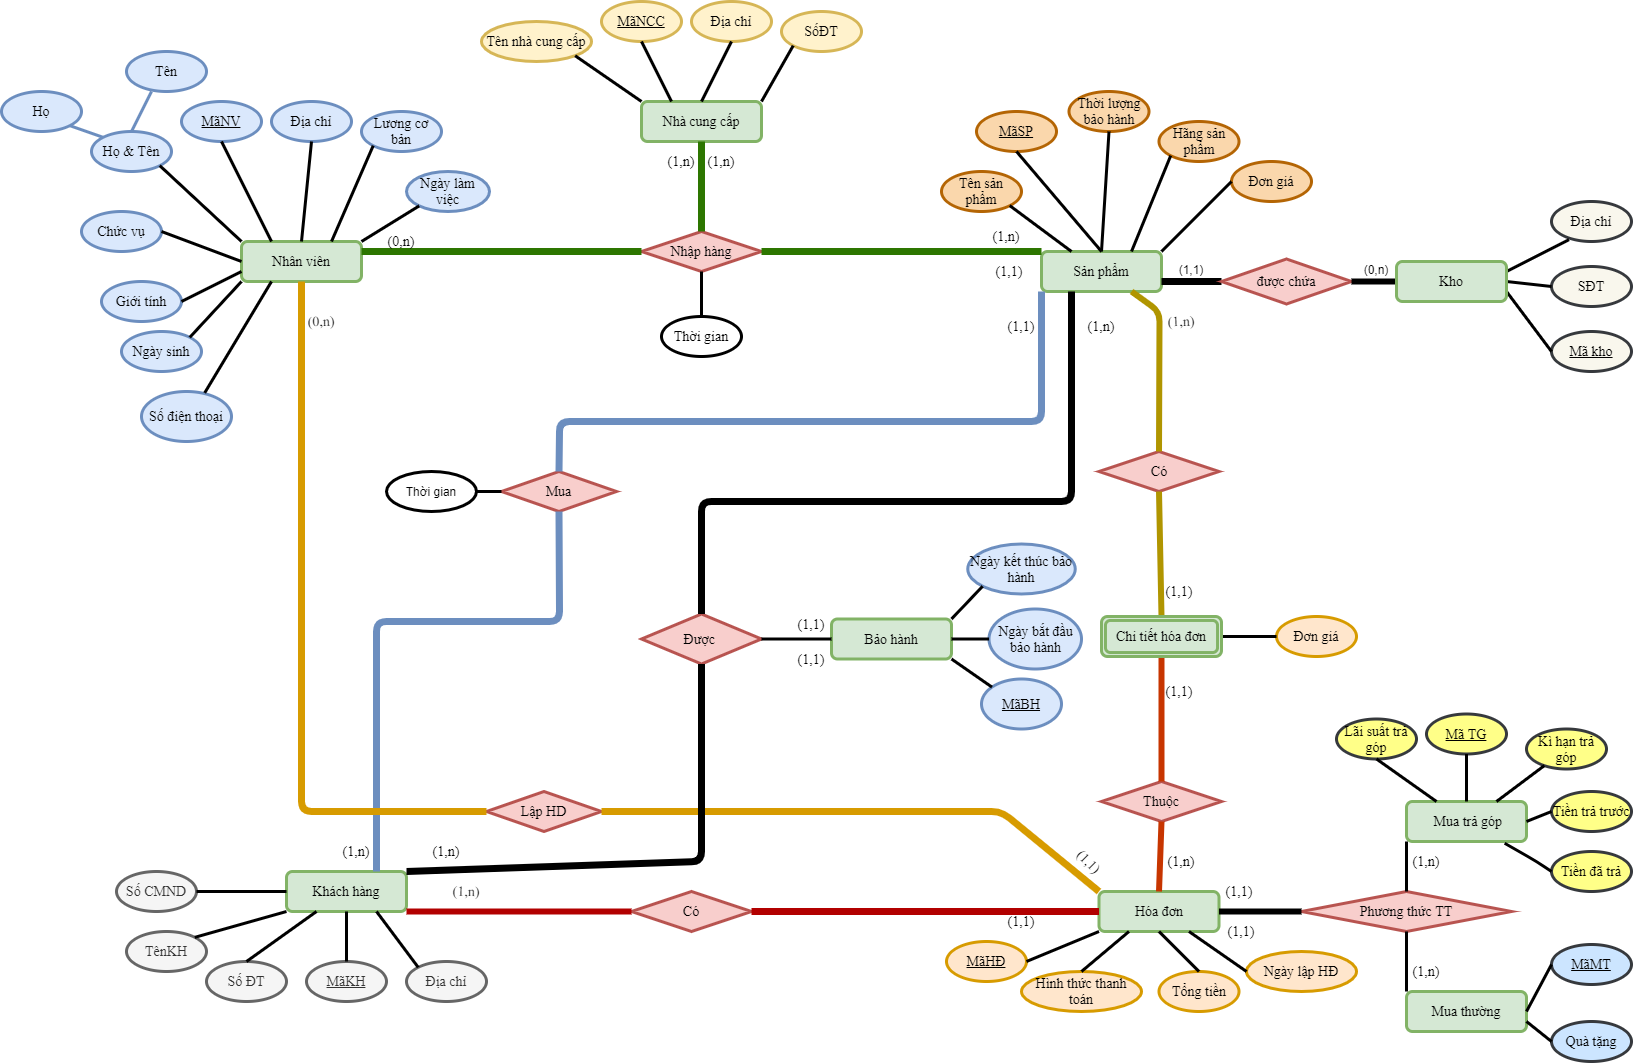 MãNCC
Địa chỉ
SốĐT
Tên nhà cung cấp
Nhà cung cấp
(1,n)
(1,n)
Tên
Họ
Họ & Tên
MãNV
Địa chỉ
Lương cơ
bản
Ngày làm
việc
Chức vụ
Nhân viên
Giới tính
Ngày sinh
Số điện thoại
(0,n)
(0,n)
Nhập hàng
Thời gian
(1,n)
(1,1)
MãSP
Thời lượng
bảo hành
Hãng sản
phẩm
Tên sản
phẩm
Đơn giá
Sản phẩm
(1,1)
được chứa
(0,n)
Kho
Địa chỉ
SĐT
Mã kho
(1,1)
(1,n)
(1,n)
Thời gian
Mua
Có
(1,1)
Được
(1,1)
(1,1)
Bảo hành
Ngày kết thúc bảo
hành
Ngày bắt đầu
bảo hành
MãBH
Chi tiết hóa đơn
Đơn giá
(1,1)
Lập HD
Thuộc
(1,n)
(1,1)
Lãi suất trả
góp
Mã TG
Kì hạn trả
góp
Mua trả góp
Tiền trả trước
Tiền đã trả
(1,n)
(1,n)
(1,n)
Số CMND
Khách hàng
(1,n)
Có
(1,1)
Hóa đơn
(1,1)
(1,1)
Phương thức TT
TênKH
Số ĐT
MãKH
Địa chỉ
MãHĐ
Hình thức thanh
toán
Tổng tiền
Ngày lập HĐ
(1,n)
Mua thường
MãMT
Quà tặng